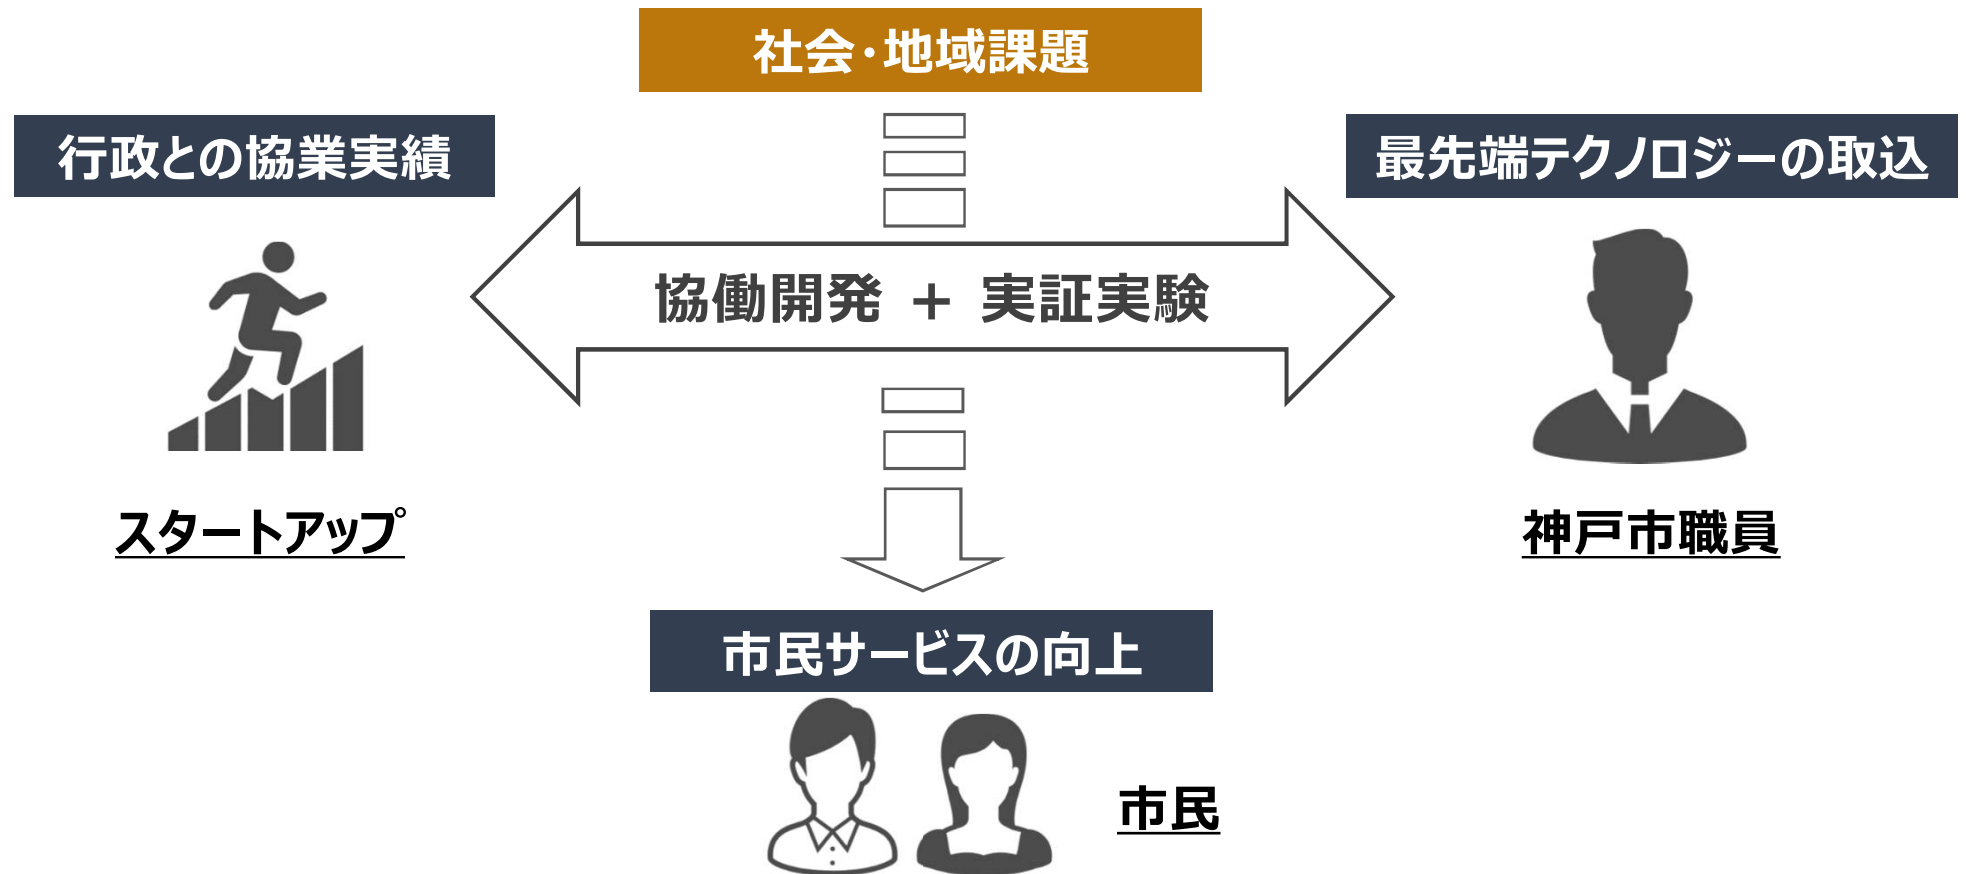 社会・地域課題
行政との協業実績
最先端テクノロジーの取込
協働開発 + 実証実験
スタートアップ
神戸市職員
市民サービスの向上
市民